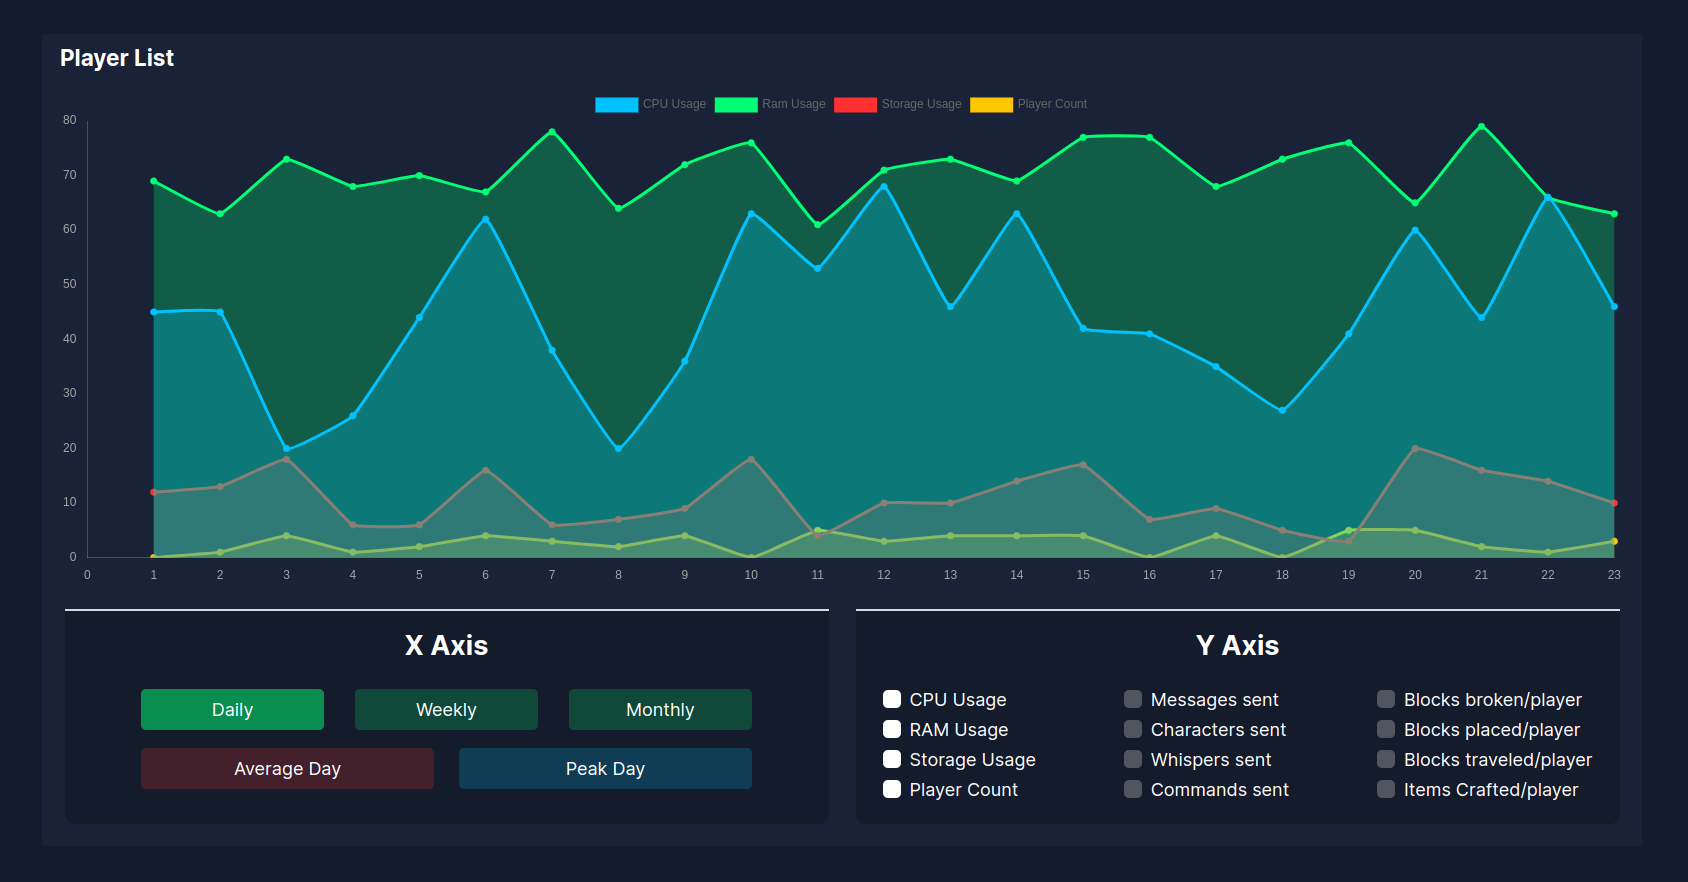 Player List
CPU Usage Ram Usage Storage Usage Player Count
80
70
60
50
40
30
20
10
0
0 1 2 3 4 5 6 7 8 9 10 11 12 13 14 15 16 17 18 19 20 21 22 23
X Axis
Daily Weekly Monthly
Average Day Peak Day
Y Axis
CPU Usage Messages sent Blocks broken/player
RAM Usage Characters sent Blocks placed/player
Storage Usage Whispers sent Blocks traveled/player
Player Count Commands sent Items Crafted/player